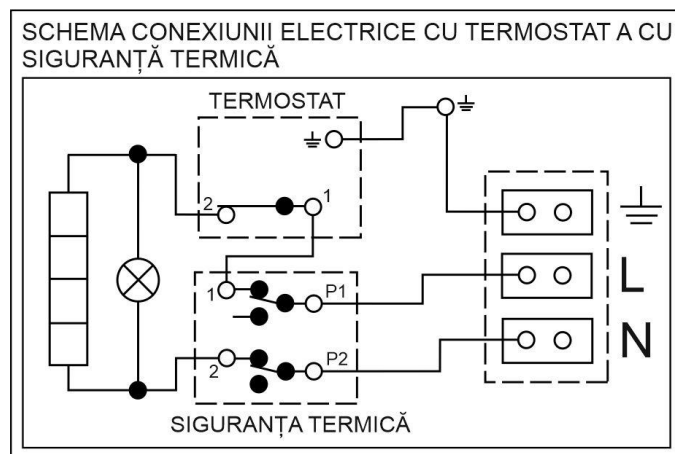 SCHEMA CONEXIUNII ELECTRICE CU TERMOSTAT A CU
SIGURANȚĂ TERMICĂ
TERMOSTAT
2
1
1
P1
L
2
P2
N
SIGURANȚA TERMICĂ